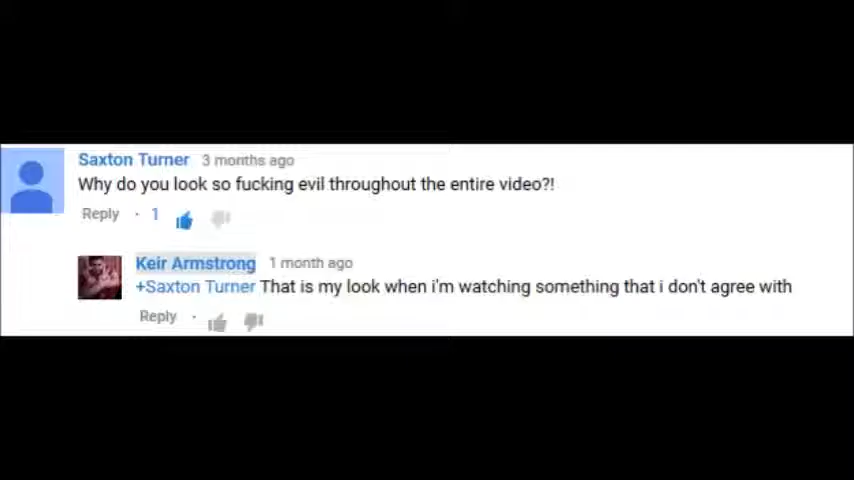 Saxton Turner 3 months ago
Why do you look so fucking evil throughout the entire video?!
Reply · 1
Keir Armstrong 1 month ago
+Saxton Turner That is my look when i'm watching something that i don't agree with
Reply ·